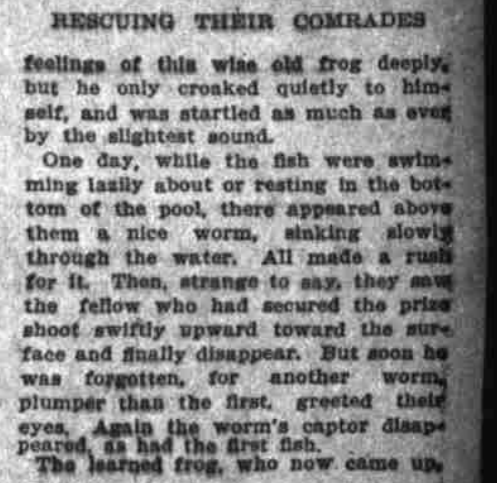 RESCUING THEIR COMRADES
feelings of this wise old frog deeply,
but he only croaked quietly to him-
self, and was startled as much as ever
by the slightest sound.
One day, while the fish were swim-
ming lazily about or resting in the bot-
tom of the pool, there appeared above
them a nice worm, sinking slowly
through the water. All made a rush
for it. Then, strange to say, they saw
the fellow who had secured the prize
shoot swiftly upward toward the sur-
face and finally disappear. But soon he
was forgotten, for another worm,
plumper than the first, greeted their
eyes. Again the worm's captor disap-
peared, as had the first fish.
The learned frog, who now came up,